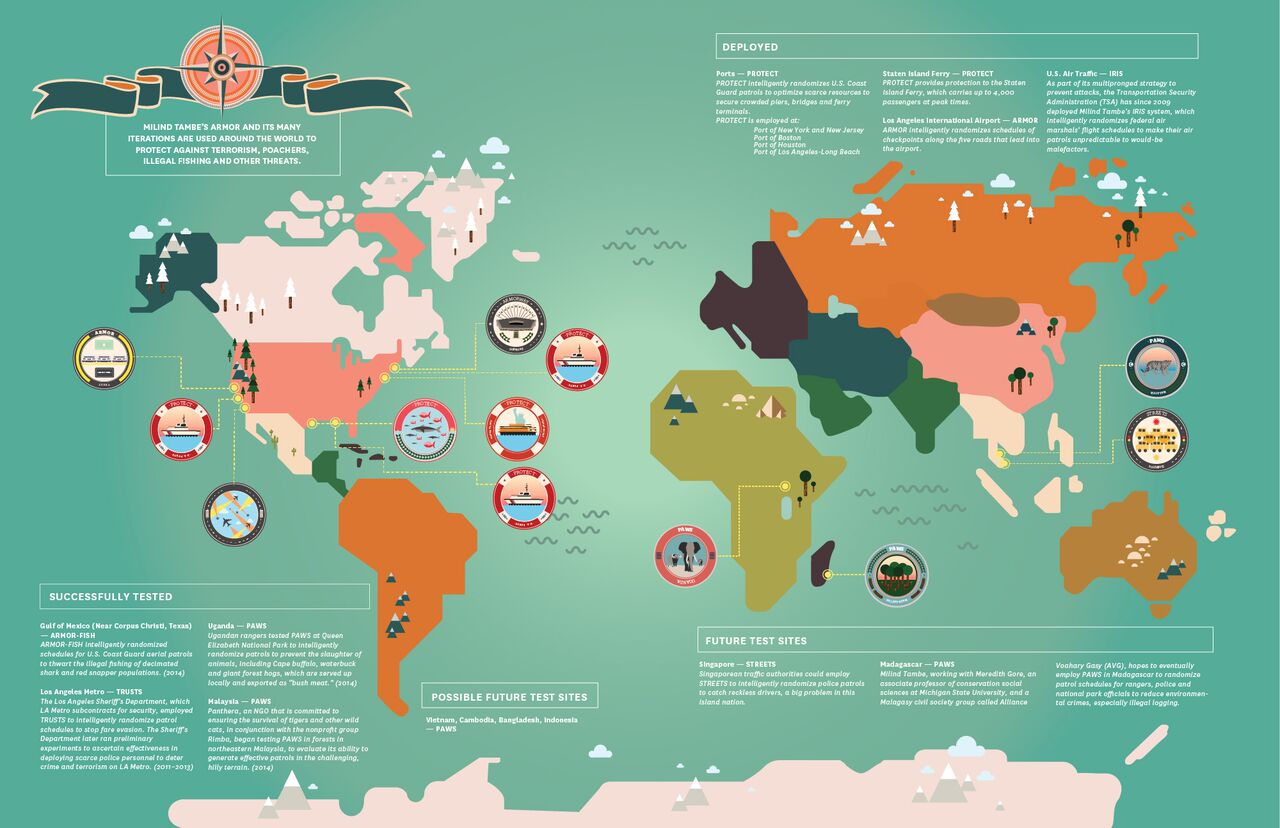 MILIND TAMBE'S ARMOR AND ITS MANY
ITERATIONS ARE USED AROUND THE WORLD TO
PROTECT AGAINST TERRORISM, POACHERS,
ILLEGAL FISHING AND OTHER THREATS.
DEPLOYED
Ports — PROTECT
PROTECT intelligently randomizes U.S. Coast
Guard patrols to optimize scarce resources to
secure crowded piers, bridges and ferry
terminals.
PROTECT is employed at:
Port of New York and New Jersey
Port of Boston
Port of Houston
Port of Los Angeles-Long Beach
Staten Island Ferry — PROTECT
PROTECT provides protection to the Staten
Island Ferry, which carries up to 4,000
passengers at peak times.
Los Angeles International Airport — ARMOR
ARMOR intelligently randomizes schedules of
checkpoints along the five roads that lead into
the airport.
U.S. Air Traffic — IRIS
As part of its multipronged strategy to
prevent attacks, the Transportation Security
Administration (TSA) has since 2009
deployed Milind Tambe's IRIS system, which
intelligently randomizes federal air
marshals' flight schedules to make their air
patrols unpredictable to would-be
malefactors.
ARMOR
PROTECT
PROTECT
PROTECT
PROTECT
PROTECT
PAWS
STREETS
PAWS
UGANDA
PAWS
SUCCESSFULLY TESTED
Gulf of Mexico (Near Corpus Christi, Texas)
— ARMOR-FISH
ARMOR-FISH intelligently randomized
schedules for U.S. Coast Guard aerial patrols
to thwart the illegal fishing of decimated
shark and red snapper populations. (2014)
Los Angeles Metro — TRUSTS
The Los Angeles Sheriff's Department, which
LA Metro subcontracts for security, employed
TRUSTS to intelligently randomize patrol
schedules to stop fare evasion. The Sheriff's
Department later ran preliminary
experiments to ascertain effectiveness in
deploying scarce police personnel to deter
crime and terrorism on LA Metro. (2011–2013)
Uganda — PAWS
Ugandan rangers tested PAWS at Queen
Elizabeth National Park to intelligently
randomize patrols to prevent the slaughter of
animals, including Cape buffalo, waterbuck
and giant forest hogs, which are served up
locally and exported as "bush meat." (2014)
Malaysia — PAWS
Panthera, an NGO that is committed to
ensuring the survival of tigers and other wild
cats, in conjunction with the nonprofit group
Rimba, began testing PAWS in forests in
northeastern Malaysia, to evaluate its ability to
generate effective patrols in the challenging,
hilly terrain. (2014)
POSSIBLE FUTURE TEST SITES
Vietnam, Cambodia, Bangladesh, Indonesia
— PAWS
FUTURE TEST SITES
Singapore — STREETS
Singaporean traffic authorities could employ
STREETS to intelligently randomize police patrols
to catch reckless drivers, a big problem in this
island nation.
Madagascar — PAWS
Milind Tambe, working with Meredith Gore, an
associate professor of conservation social
sciences at Michigan State University, and a
Malagasy civil society group called Alliance
Voahary Gasy (AVG), hopes to eventually
employ PAWS in Madagascar to randomize
patrol schedules for rangers, police and
national park officials to reduce environmen-
tal crimes, especially illegal logging.